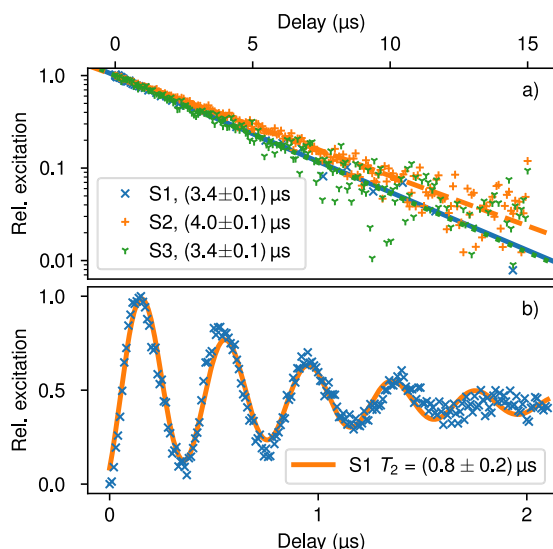 Delay (μs)
0 5 10 15
a)
Rel. excitation
1.0
0.1
0.01
S1, (3.4±0.1) μs
S2, (4.0±0.1) μs
S3, (3.4±0.1) μs
b)
Rel. excitation
1.0
0.5
0.0
S1 T₂ = (0.8 ± 0.2) μs
0 1 2
Delay (μs)